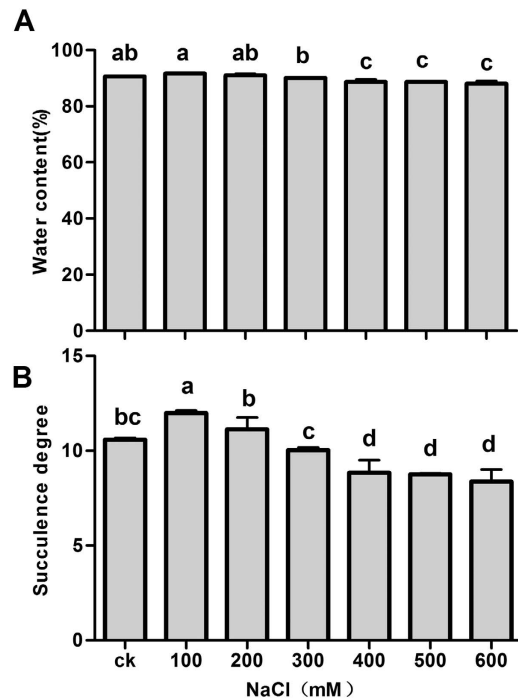 A
100
80
60
40
20
0
Water content(%)
ab a ab b c c c
B
15
10
5
0
Succulence degree
bc a b c d d d
ck 100 200 300 400 500 600
NaCl（mM）